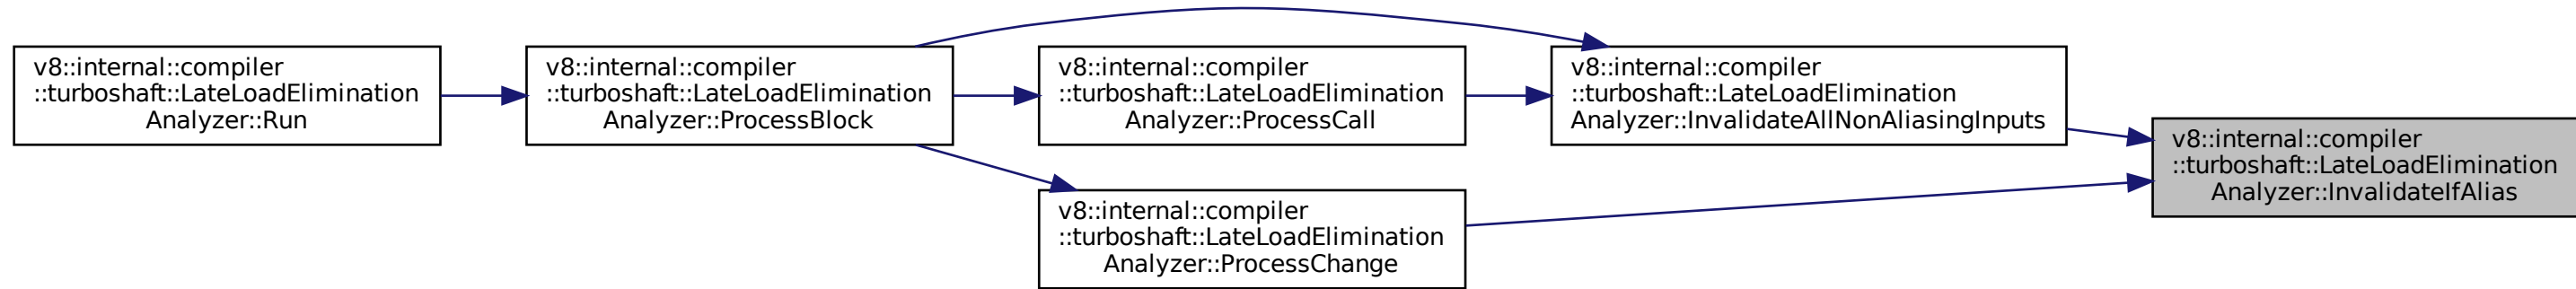 v8::internal::compiler
::turboshaft::LateLoadElimination
Analyzer::Run
v8::internal::compiler
::turboshaft::LateLoadElimination
Analyzer::ProcessBlock
v8::internal::compiler
::turboshaft::LateLoadElimination
Analyzer::ProcessCall
v8::internal::compiler
::turboshaft::LateLoadElimination
Analyzer::InvalidateAllNonAliasingInputs
v8::internal::compiler
::turboshaft::LateLoadElimination
Analyzer::InvalidateIfAlias
v8::internal::compiler
::turboshaft::LateLoadElimination
Analyzer::ProcessChange